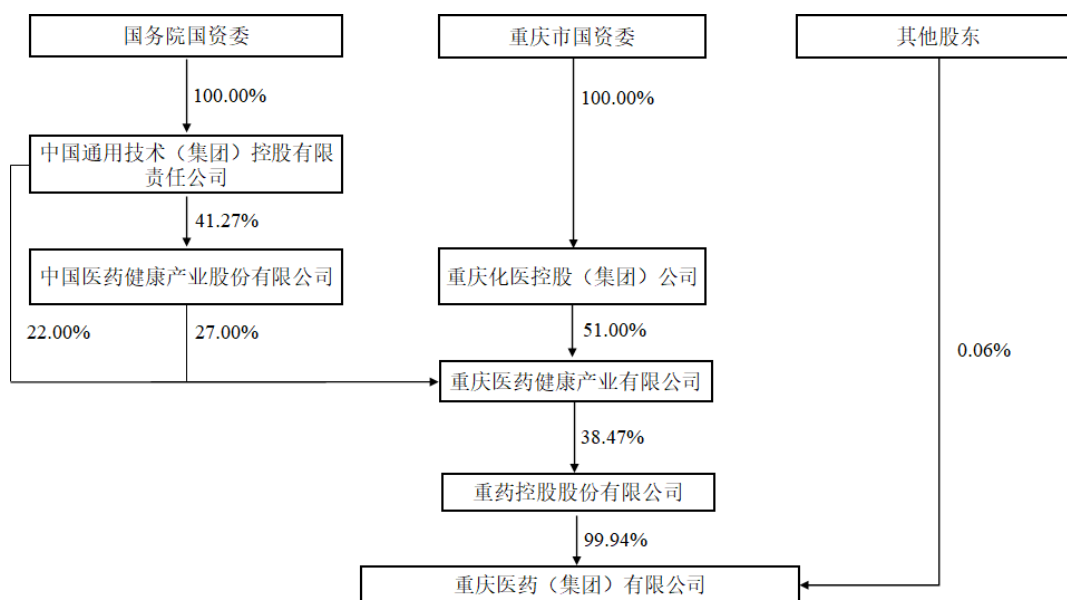 国务院国资委
重庆市国资委
其他股东
100.00%
100.00%
中国通用技术（集团）控股有限
责任公司
41.27%
中国医药健康产业股份有限公司
重庆化医控股（集团）公司
22.00%
27.00%
51.00%
0.06%
重庆医药健康产业有限公司
38.47%
重药控股股份有限公司
99.94%
重庆医药（集团）有限公司